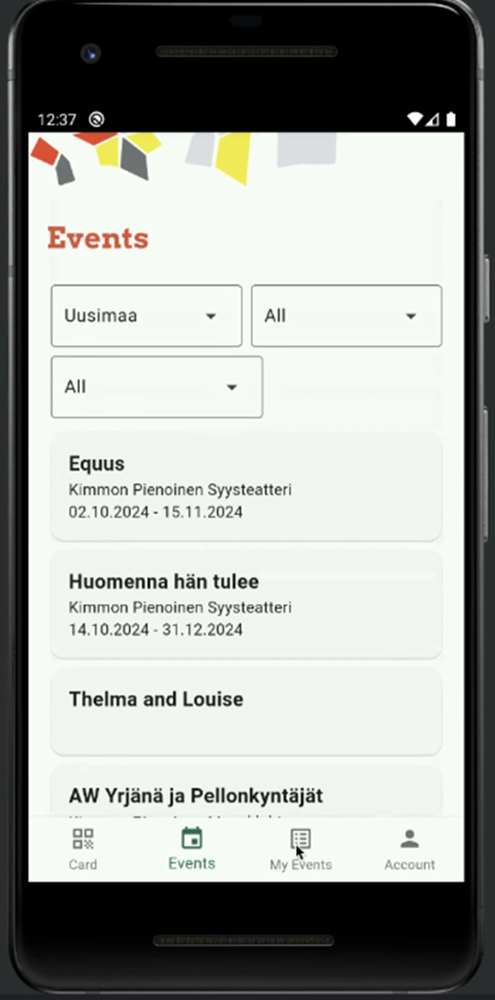 12:37
Events
Uusimaa
All
All
Equus
Kimmon Pienoinen Syysteatteri
02.10.2024 - 15.11.2024
Huomenna hän tulee
Kimmon Pienoinen Syysteatteri
14.10.2024 - 31.12.2024
Thelma and Louise
AW Yrjänä ja Pellonkyntäjät
Card
Events
My Events
Account